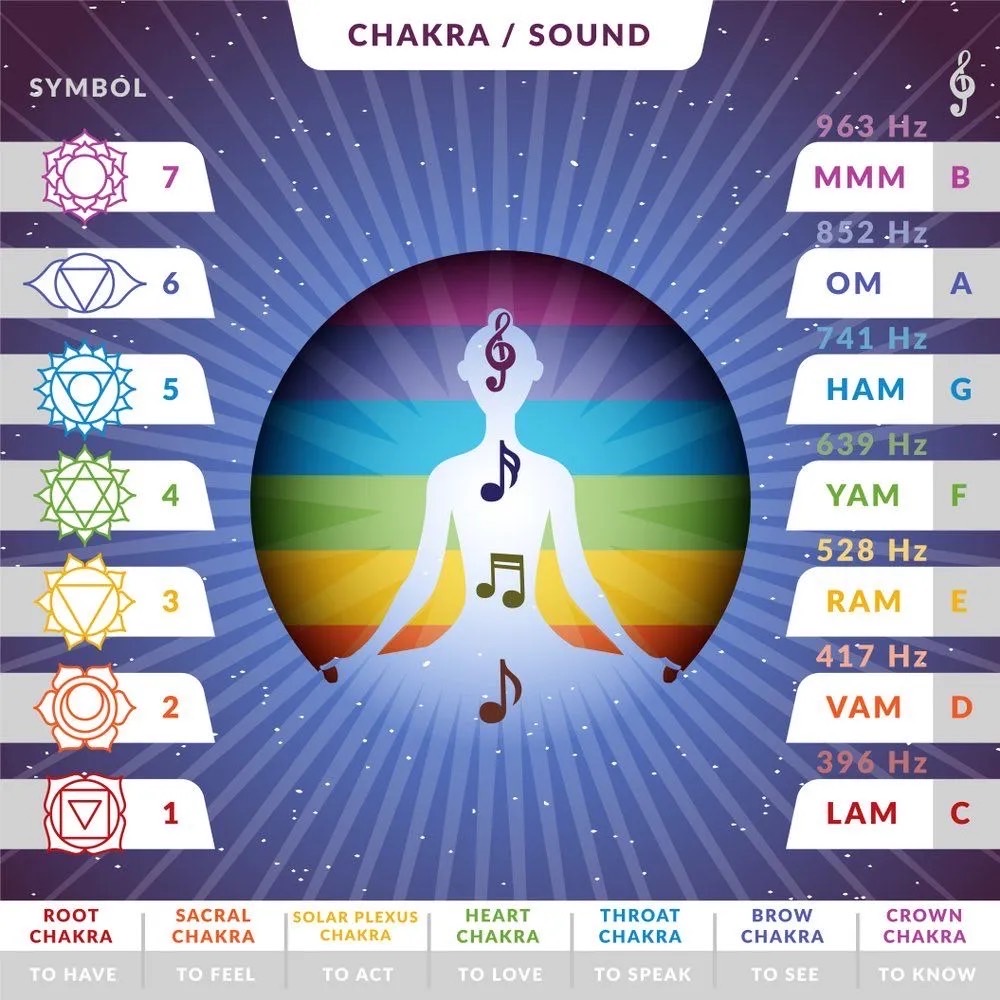 CHAKRA / SOUND
SYMBOL
963 Hz
7 MMM B
852 Hz
6 OM A
741 Hz
5 HAM G
639 Hz
4 YAM F
528 Hz
3 RAM E
417 Hz
2 VAM D
396 Hz
1 LAM C
ROOT CHAKRA
TO HAVE
SACRAL CHAKRA
TO FEEL
SOLAR PLEXUS CHAKRA
TO ACT
HEART CHAKRA
TO LOVE
THROAT CHAKRA
TO SPEAK
BROW CHAKRA
TO SEE
CROWN CHAKRA
TO KNOW